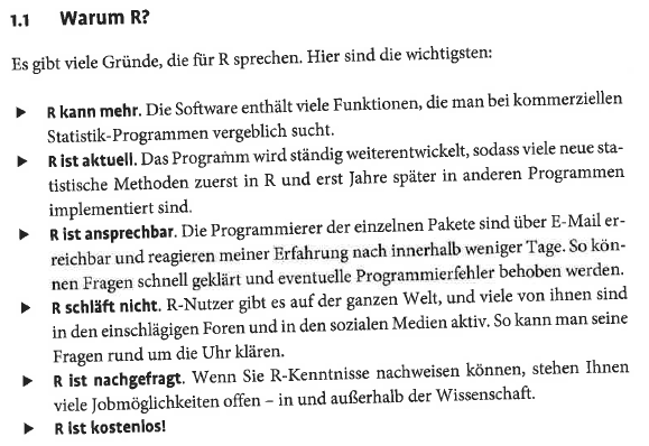 1.1 Warum R?
Es gibt viele Gründe, die für R sprechen. Hier sind die wichtigsten:
► R kann mehr. Die Software enthält viele Funktionen, die man bei kommerziellen
Statistik-Programmen vergeblich sucht.
► R ist aktuell. Das Programm wird ständig weiterentwickelt, sodass viele neue sta-
tistische Methoden zuerst in R und erst Jahre später in anderen Programmen
implementiert sind.
► R ist ansprechbar. Die Programmierer der einzelnen Pakete sind über E-Mail er-
reichbar und reagieren meiner Erfahrung nach innerhalb weniger Tage. So kön-
nen Fragen schnell geklärt und eventuelle Programmierfehler behoben werden.
► R schläft nicht. R-Nutzer gibt es auf der ganzen Welt, und viele von ihnen sind
in den einschlägigen Foren und in den sozialen Medien aktiv. So kann man seine
Fragen rund um die Uhr klären.
► R ist nachgefragt. Wenn Sie R-Kenntnisse nachweisen können, stehen Ihnen
viele Jobmöglichkeiten offen – in und außerhalb der Wissenschaft.
► R ist kostenlos!